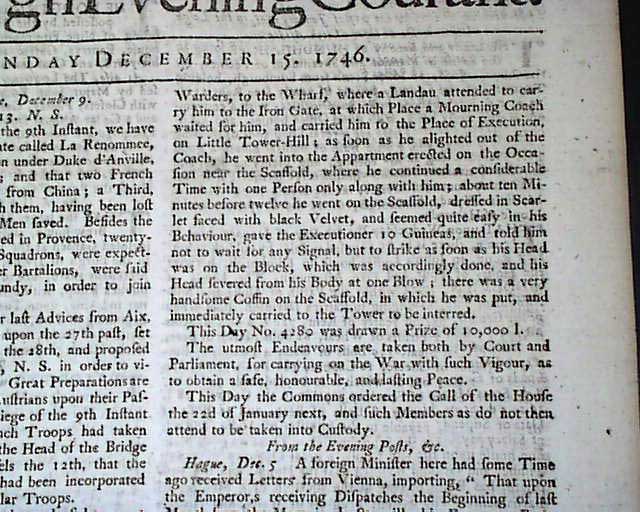 gh Evening Courant.
NDAY DECEMBER 15. 1746.
December 9.
13. N. S.
the 9th Inſtant, we have
ate called La Renommee,
n under Duke d'Anville,
; and that two French
from China; a Third,
h them, having been loſt
Men ſaved. Beſides the
ed in Provence, twenty-
Squadrons, were expect-
er Bartalions, were ſaid
undy, in order to join
r laſt Advices from Aix,
upon the 27th paſt, ſet
the 28th, and propoſed
, N. S. in order to vi-
Great Preparations are
uſtrians upon their Paſ-
iege of the 9th Inſtant
nch Troops had taken
the Head of the Bridge
els the 12th, that the
had been incorporated
lar Troops.
Warders, to the Wharf, where a Landau attended to car-
ry him to the Iron Gate, at which Place a Mourning Coach
waited for him, and carried him to the Place of Execution,
on Little Tower-Hill; as ſoon as he alighted out of the
Coach, he went into the Appartment erected on the Occa-
ſion near the Scaffold, where he continued a conſiderable
Time with one Perſon only along with him; about ten Mi-
nutes before twelve he went on the Scaffold, dreſſed in Scar-
let faced with black Velvet, and ſeemed quite eaſy in his
Behaviour, gave the Executioner 10 Guineas, and told him
not to wait for any Signal, but to ſtrike as ſoon as his Head
was on the Block, which was accordingly done, and his
Head ſevered from his Body at one Blow; there was a very
handſome Coffin on the Scaffold, in which he was put, and
immediately carried to the Tower to be interred.
This Day No. 4280 was drawn a Prize of 10,000 l.
The utmoſt Endeavours are taken both by Court and
Parliament, for carrying on the War with ſuch Vigour, as
to obtain a ſafe, honourable, and laſting Peace.
This Day the Commons ordered the Call of the Houſe
the 22d of January next, and ſuch Members as do not then
attend to be taken into Cuſtody.
From the Evening Poſts, &c.
Hague, Dec. 5 A foreign Miniſter here had ſome Time
ago received Letters from Vienna, importing, " That upon
the Emperor,s receiving Diſpatches the Beginning of laſt